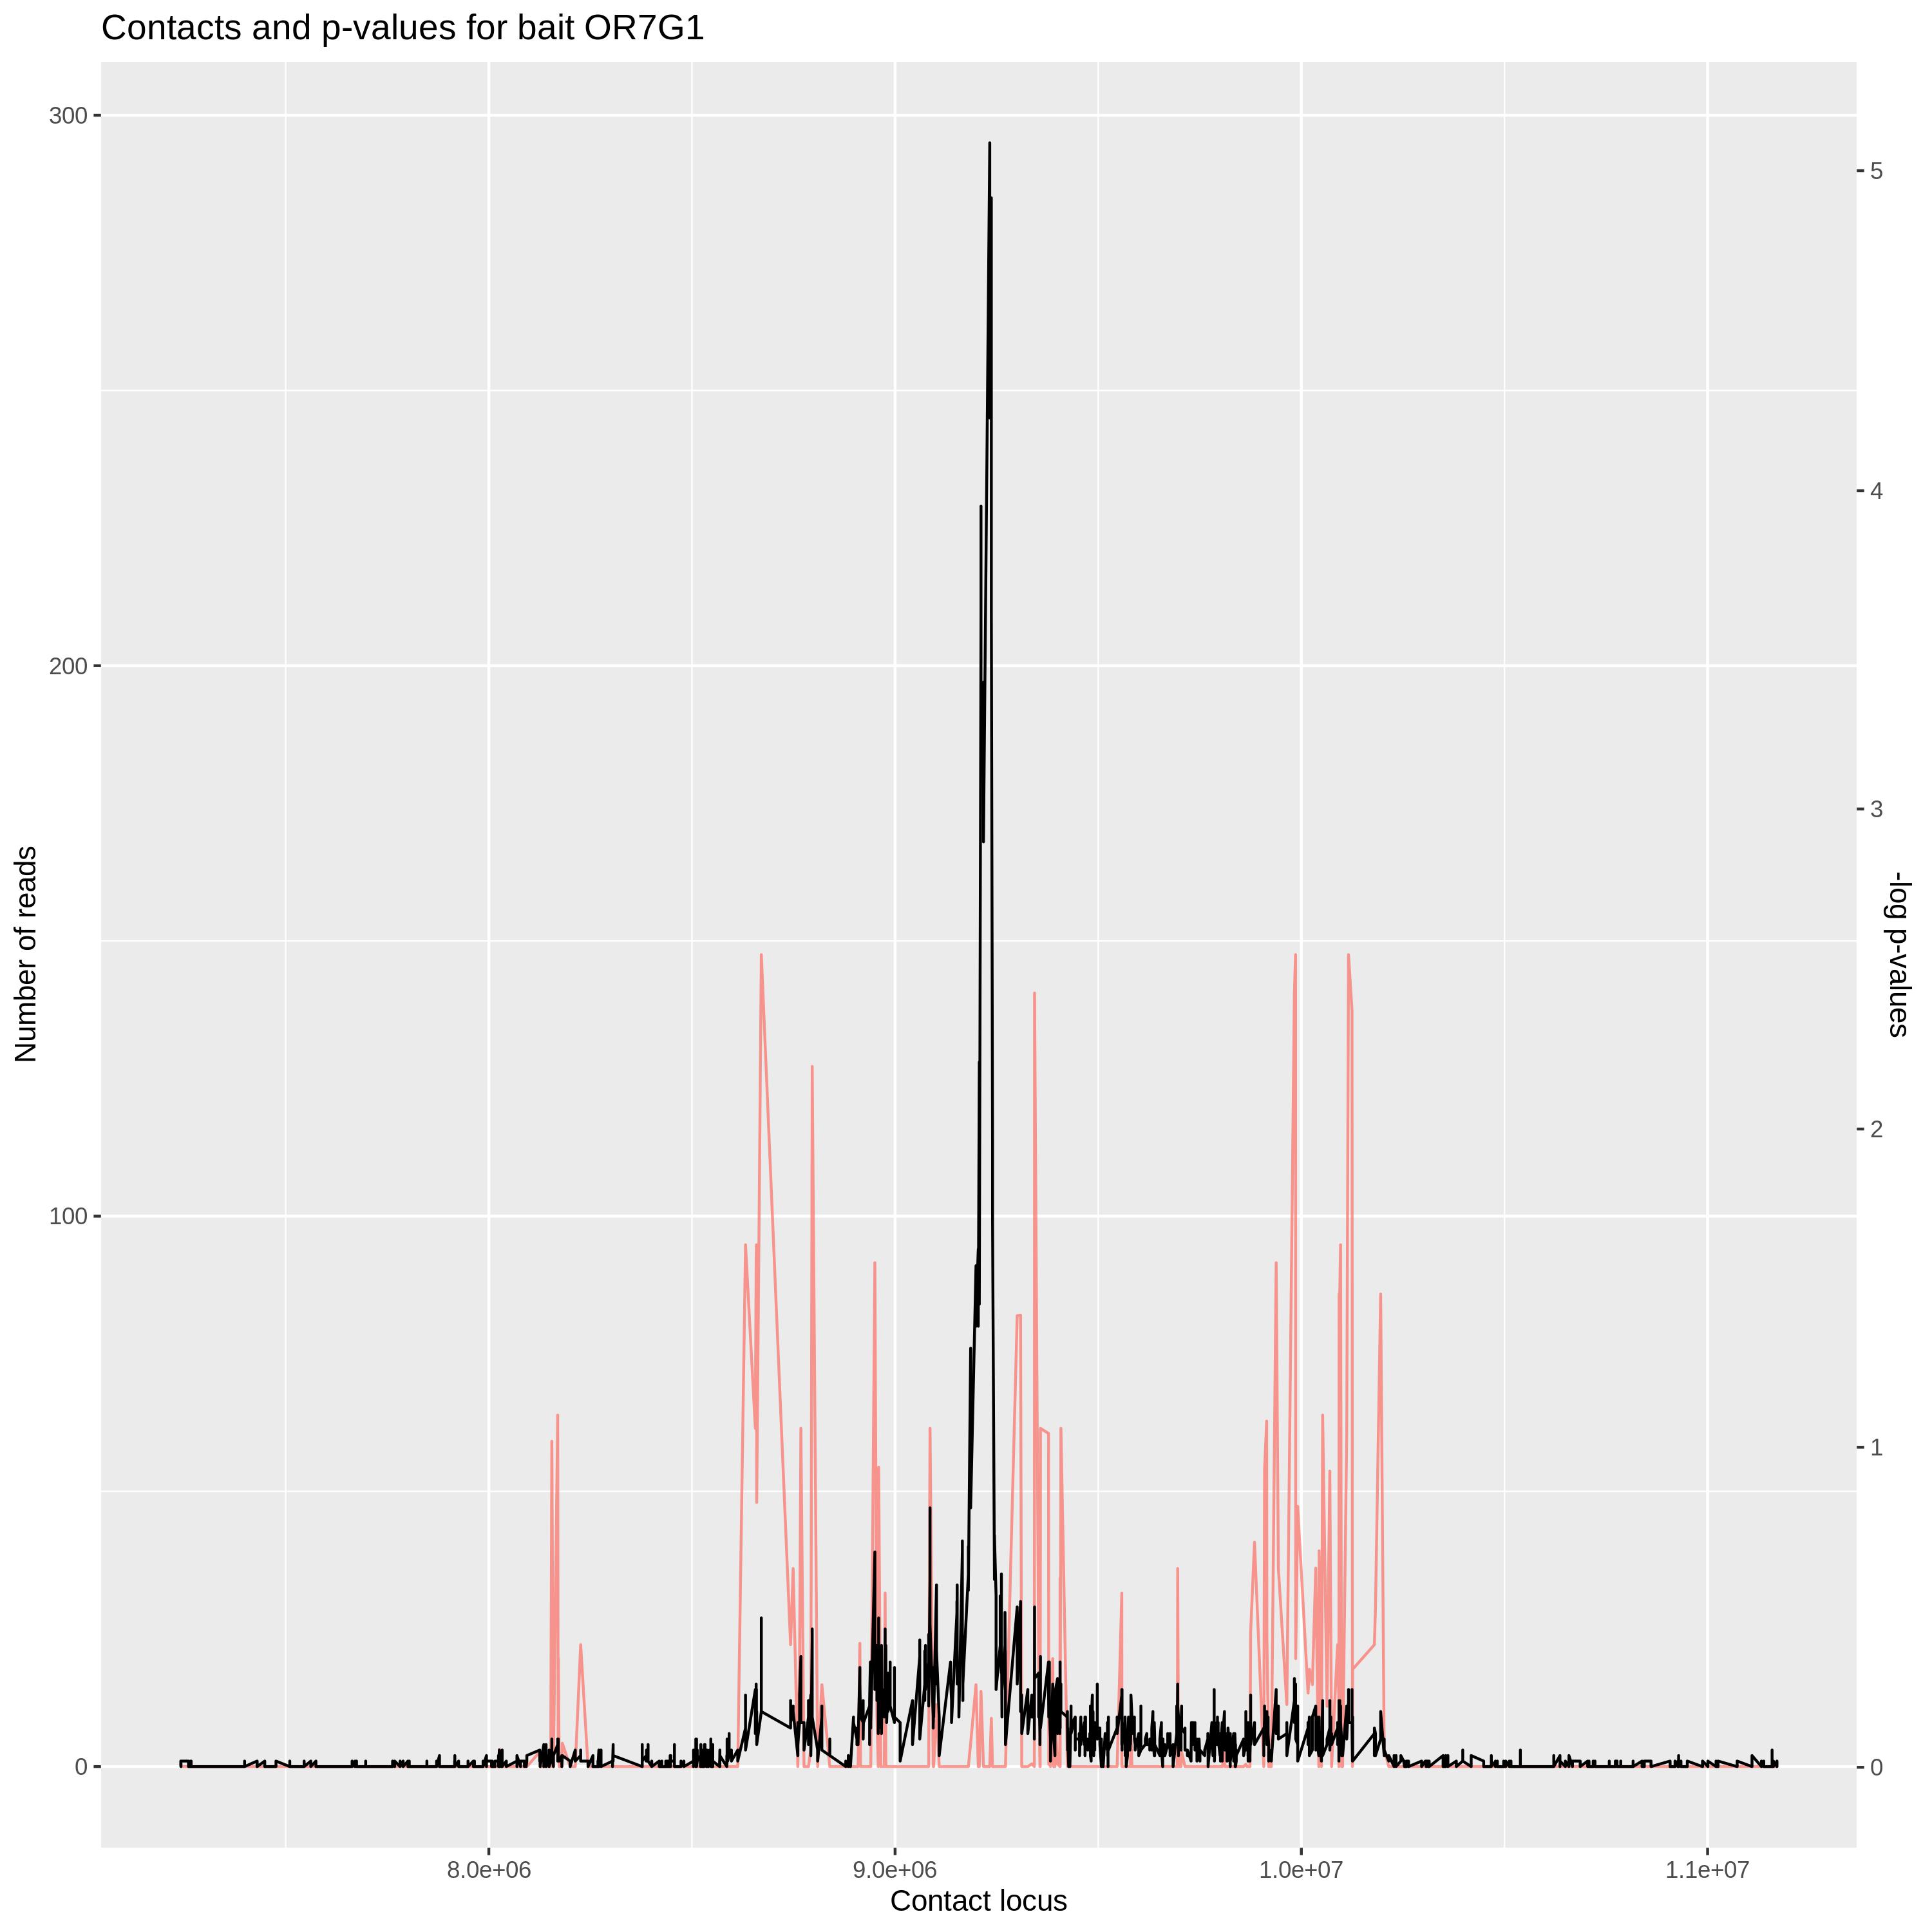 Contacts and p-values for bait OR7G1
300
200
100
0
Number of reads
5
4
3
2
1
0
-log p-values
8.0e+06
9.0e+06
1.0e+07
1.1e+07
Contact locus